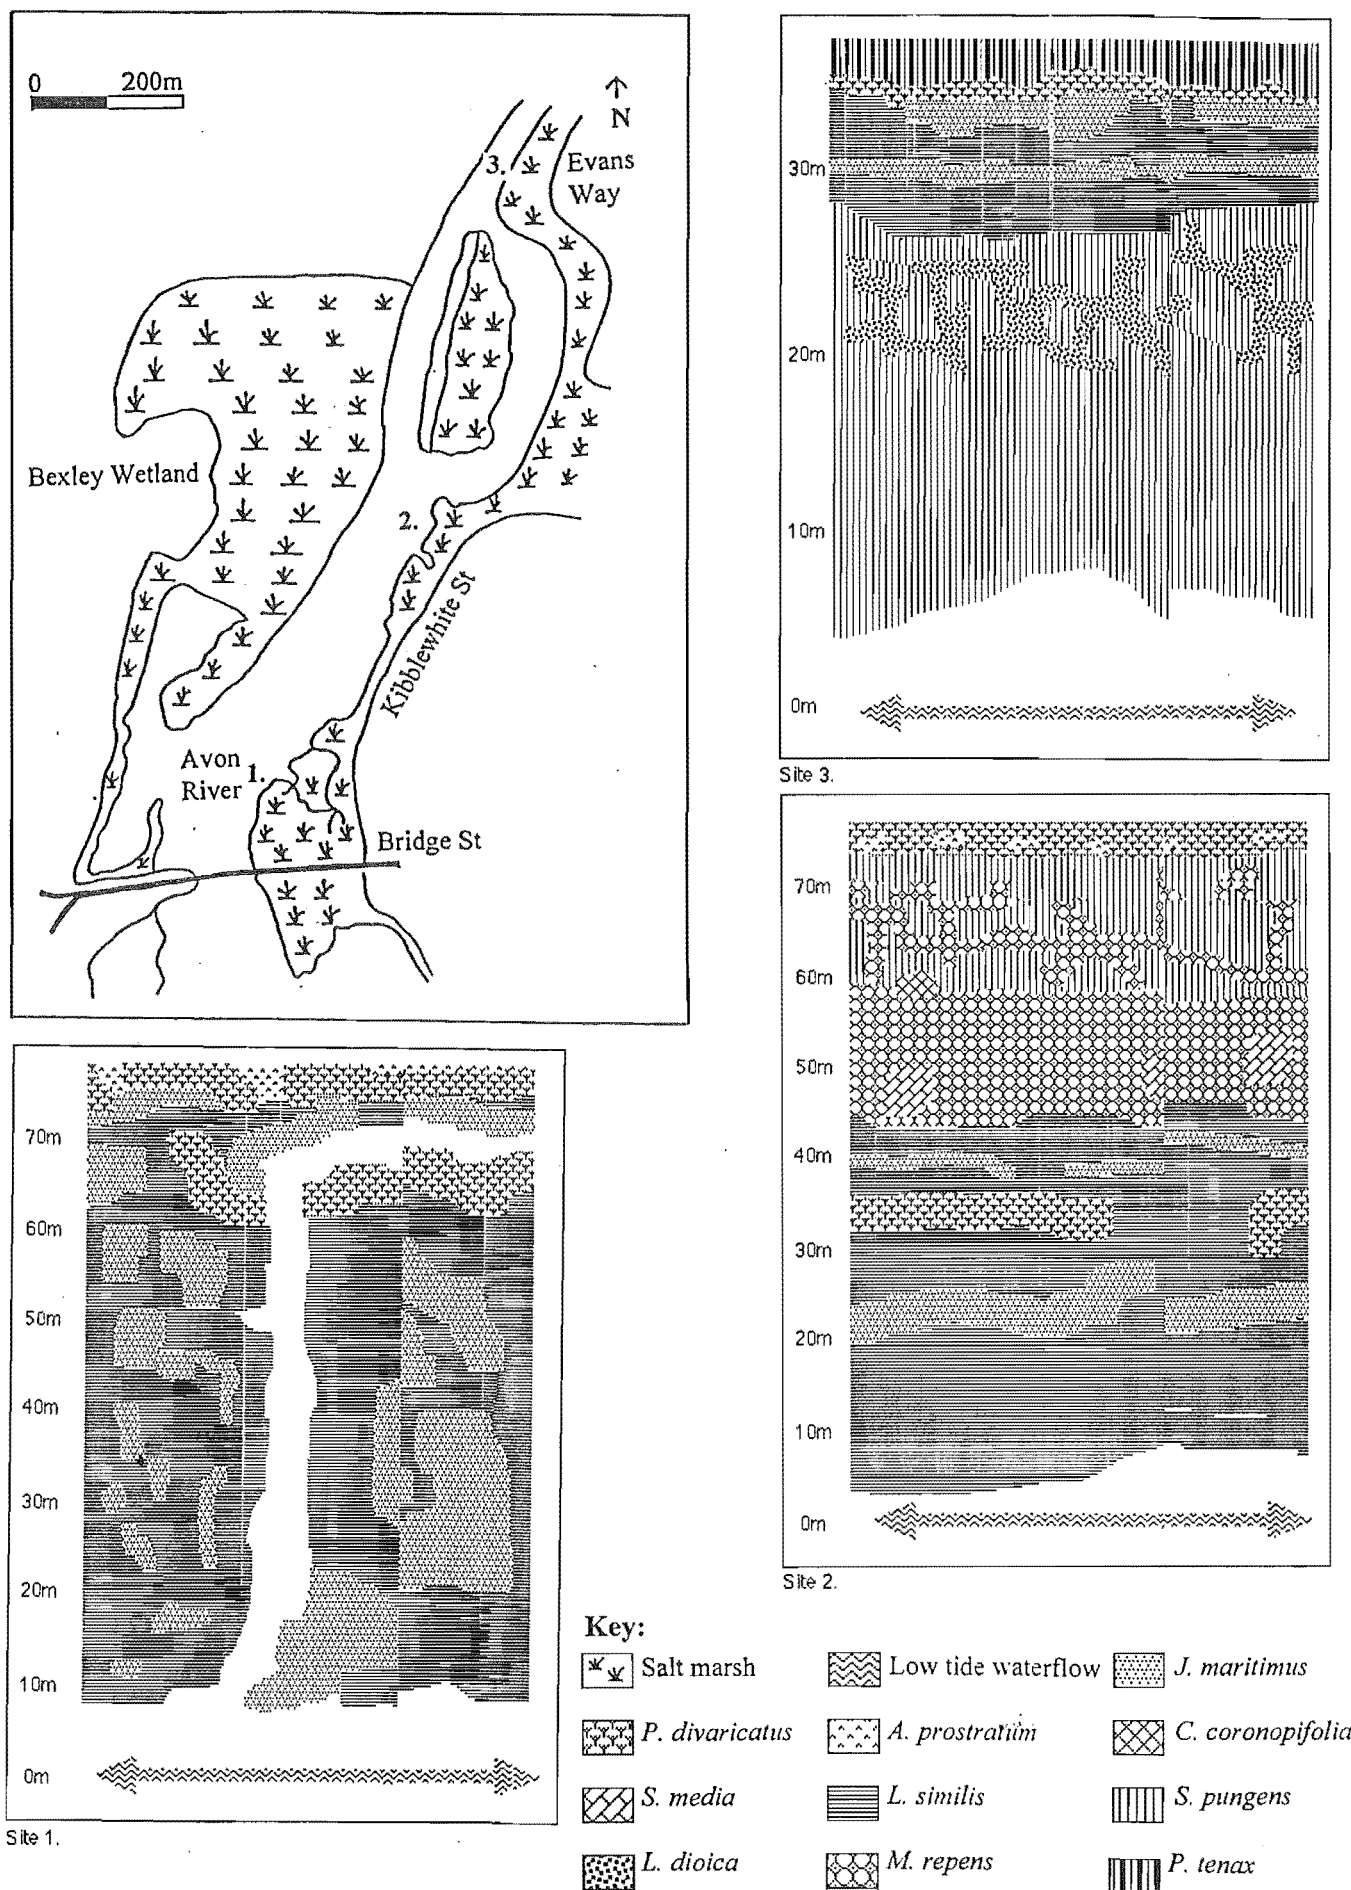 0 200m
N
3.
Evans
Way
Bexley Wetland
2.
Kibblewhite St
Avon
River
1.
Bridge St
30m
20m
10m
0m
Site 3.
70m
60m
50m
40m
30m
20m
10m
0m
Site 2.
70m
60m
50m
40m
30m
20m
10m
0m
Site 1.
Key:
Salt marsh
Low tide waterflow
J. maritimus
P. divaricatus
A. prostratum
C. coronopifolia
S. media
L. similis
S. pungens
L. dioica
M. repens
P. tenax